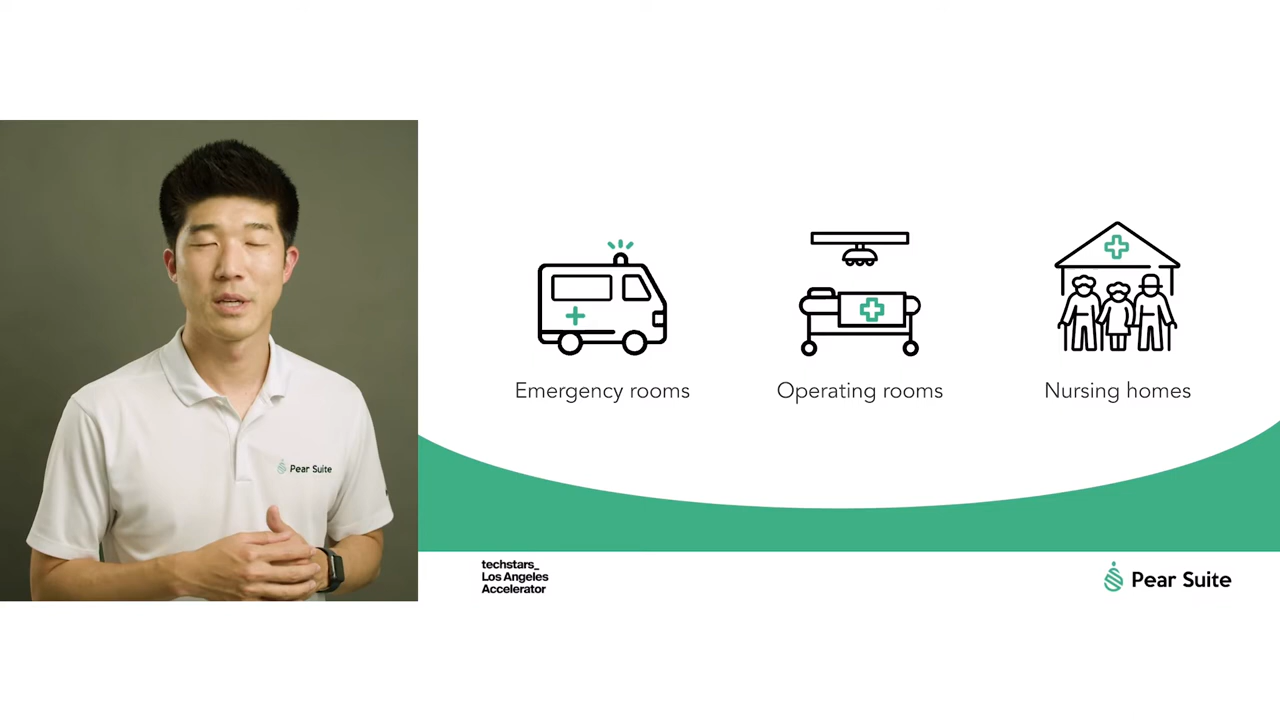 Pear Suite
Emergency rooms
Operating rooms
Nursing homes
techstars_
Los Angeles
Accelerator
Pear Suite